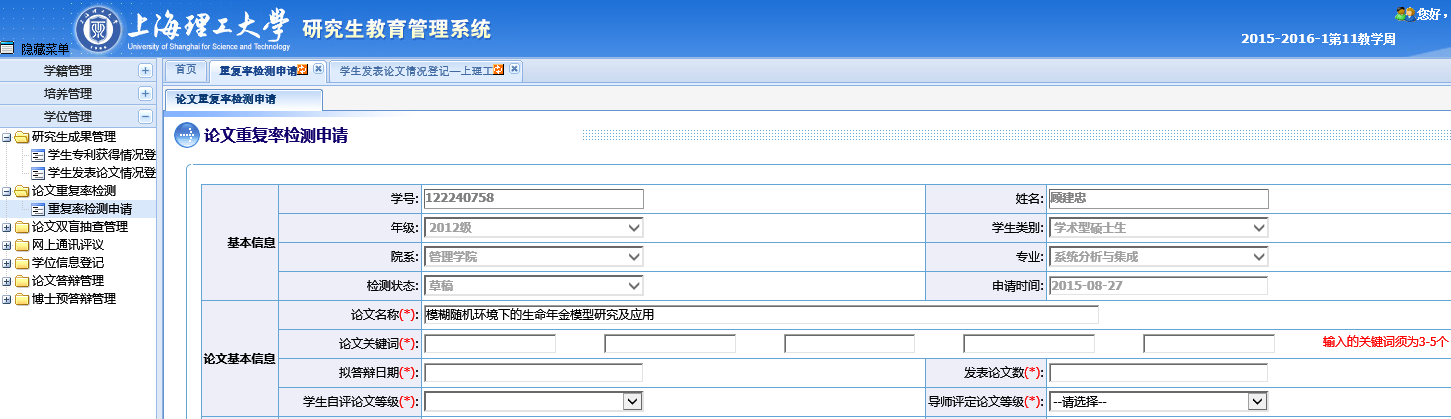 上海理工大學 研究生教育管理系统
University of Shanghai for Science and Technology
您好，
2015-2016-1第11教学周
隐藏菜单
学籍管理
培养管理
学位管理
研究生成果管理
学生专利获得情况登
学生发表论文情况登
论文重复率检测
重复率检测申请
论文双盲抽查管理
网上通讯评议
学位信息登记
论文答辩管理
博士预答辩管理
首页 重复率检测申请 学生发表论文情况登记—上理工
论文重复率检测申请
论文重复率检测申请
基本信息
学号: 122240758 姓名: 顾建忠
年级: 2012级 学生类别: 学术型硕士生
院系: 管理学院 专业: 系统分析与集成
检测状态: 草稿 申请时间: 2015-08-27
论文基本信息
论文名称(*): 模糊随机环境下的生命年金模型研究及应用
论文关键词(*): 输入的关键词须为3-5个
拟答辩日期(*): 发表论文数(*):
学生自评论文等级(*): 导师评定论文等级(*): --请选择--